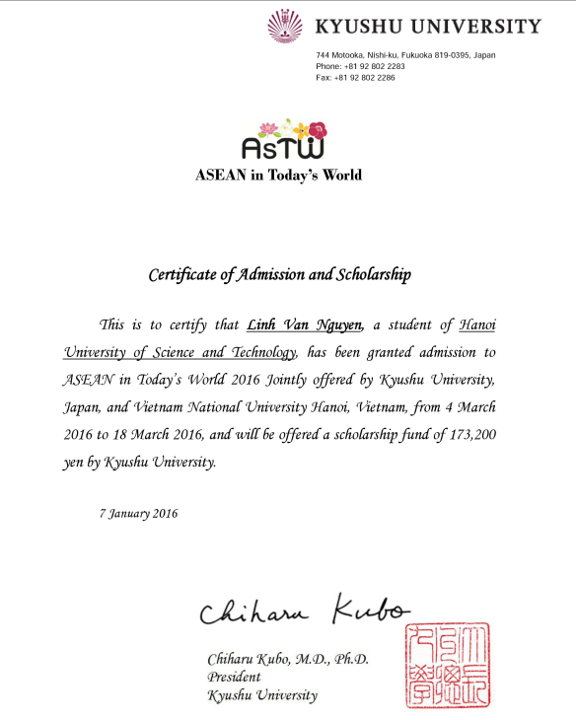 KYUSHU UNIVERSITY
744 Motooka, Nishi-ku, Fukuoka 819-0395, Japan
Phone: +81 92 802 2283
Fax: +81 92 802 2286
AsTW
ASEAN in Today's World
Certificate of Admission and Scholarship
This is to certify that Linh Van Nguyen, a student of Hanoi
University of Science and Technology, has been granted admission to
ASEAN in Today's World 2016 Jointly offered by Kyushu University,
Japan, and Vietnam National University Hanoi, Vietnam, from 4 March
2016 to 18 March 2016, and will be offered a scholarship fund of 173,200
yen by Kyushu University.
7 January 2016
Chiharu Kubo
Chiharu Kubo, M.D., Ph.D.
President
Kyushu University